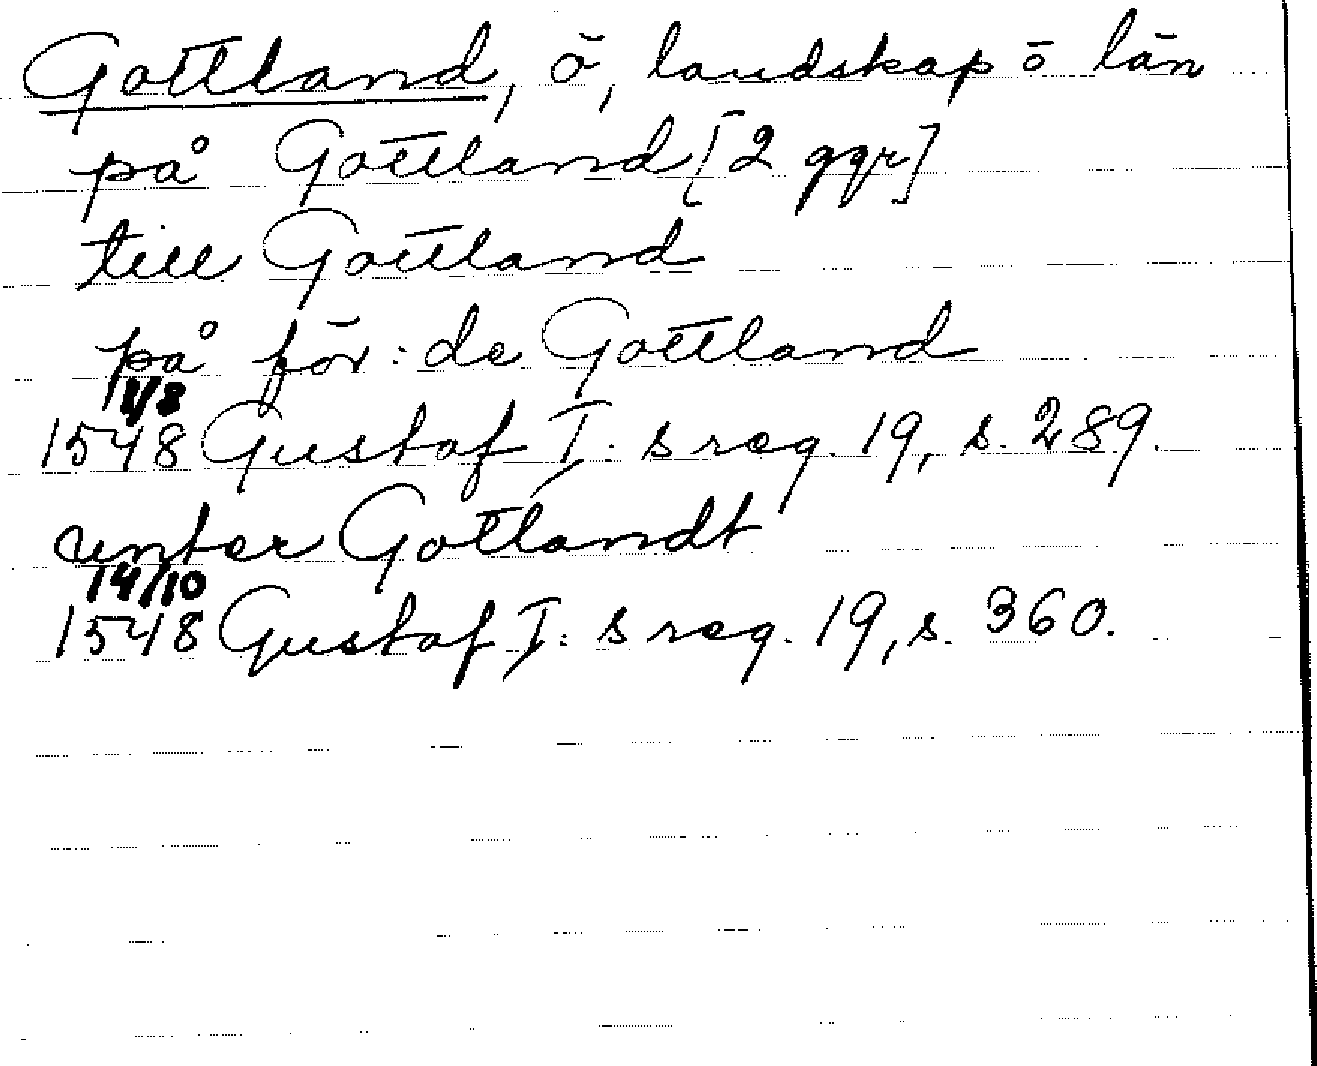 Gottland, ö, landskap o län
på Gottland [2 ggr]
till Gottland
på för: de Gottland
1/8
1548 Gustaf I: s reg. 19, s. 289.
unter Gotlandt
14/10
1548 Gustaf I: s reg. 19, s. 360.